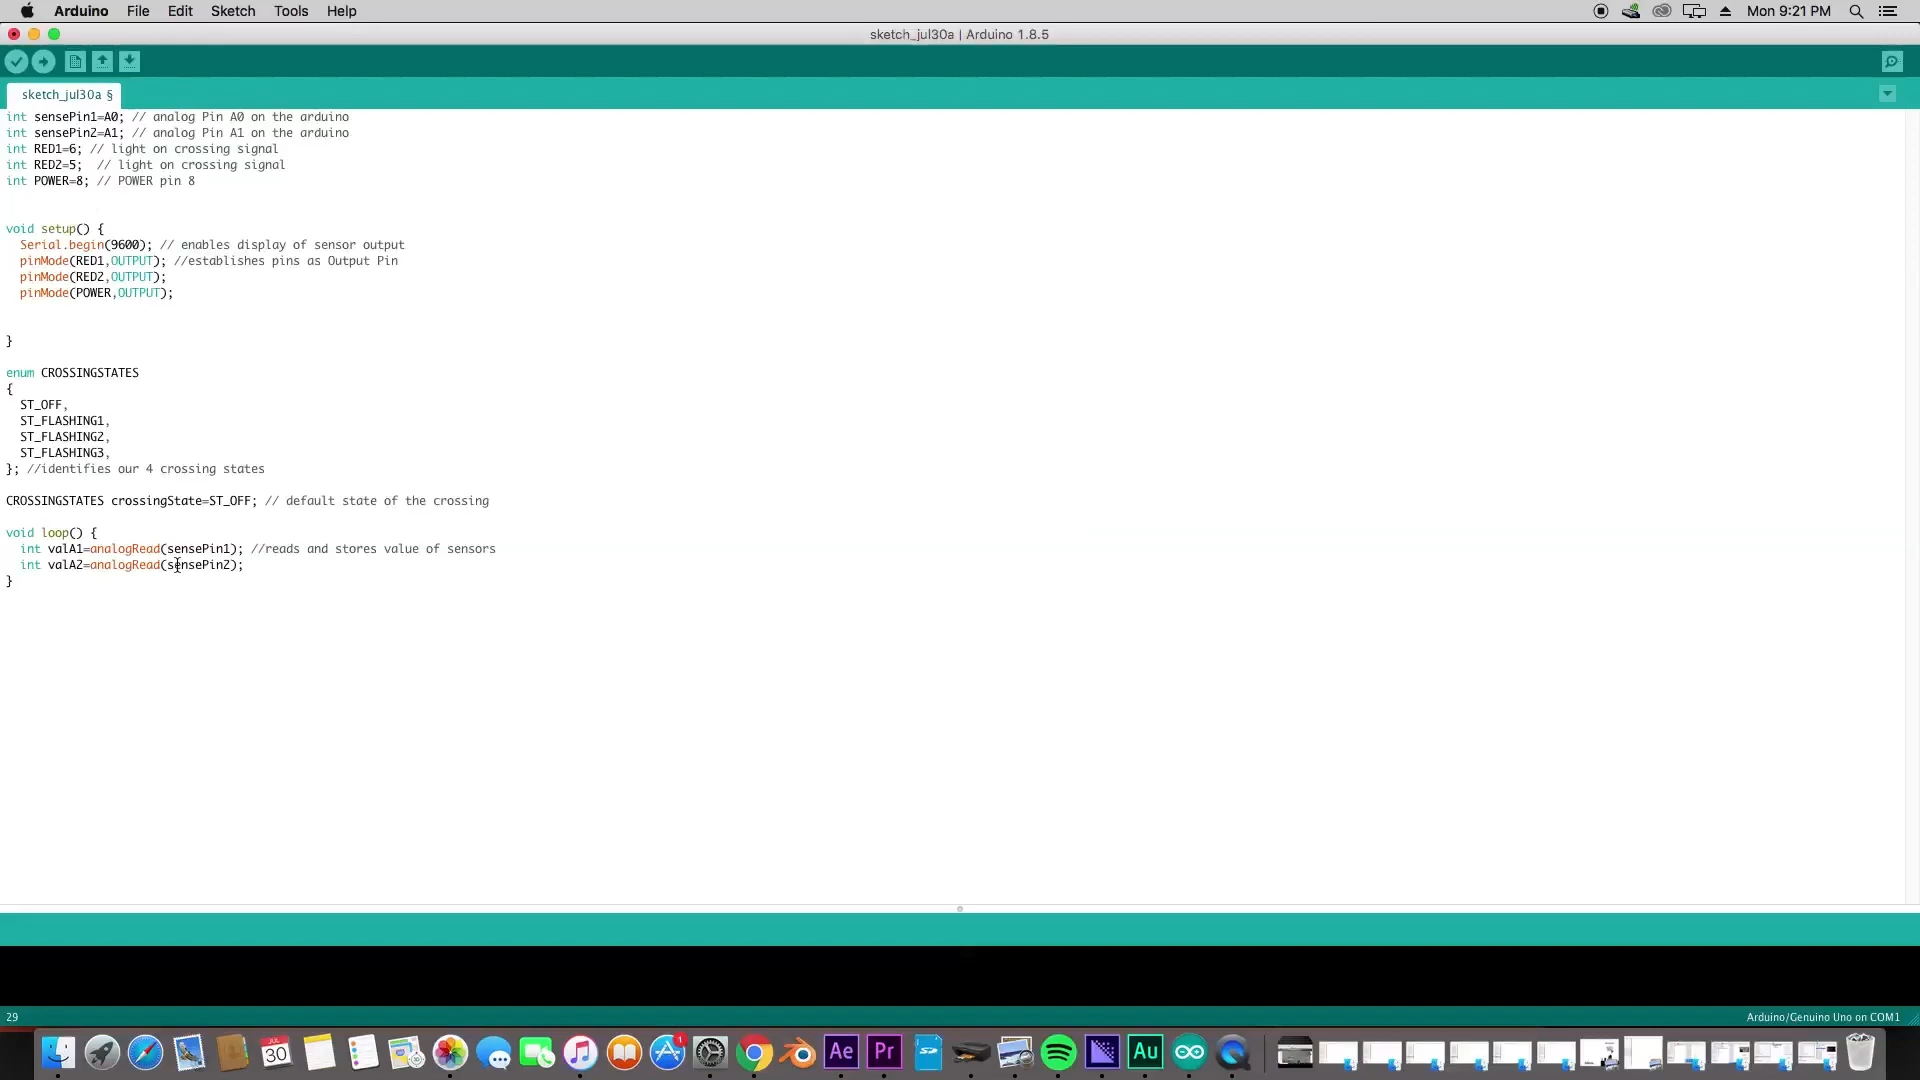 Arduino File Edit Sketch Tools Help Mon 9:21 PM
sketch_jul30a | Arduino 1.8.5
sketch_jul30a §
int sensePin1=A0; // analog Pin A0 on the arduino
int sensePin2=A1; // analog Pin A1 on the arduino
int RED1=6; // light on crossing signal
int RED2=5;  // light on crossing signal
int POWER=8; // POWER pin 8
void setup() {
  Serial.begin(9600); // enables display of sensor output
  pinMode(RED1,OUTPUT); //establishes pins as Output Pin
  pinMode(RED2,OUTPUT);
  pinMode(POWER,OUTPUT);
}
enum CROSSINGSTATES
{
  ST_OFF,
  ST_FLASHING1,
  ST_FLASHING2,
  ST_FLASHING3,
}; //identifies our 4 crossing states
CROSSINGSTATES crossingState=ST_OFF; // default state of the crossing
void loop() {
  int valA1=analogRead(sensePin1); //reads and stores value of sensors
  int valA2=analogRead(sensePin2);
}
29 Arduino/Genuino Uno on COM1
JUL
30
1
Ae
Pr
Au